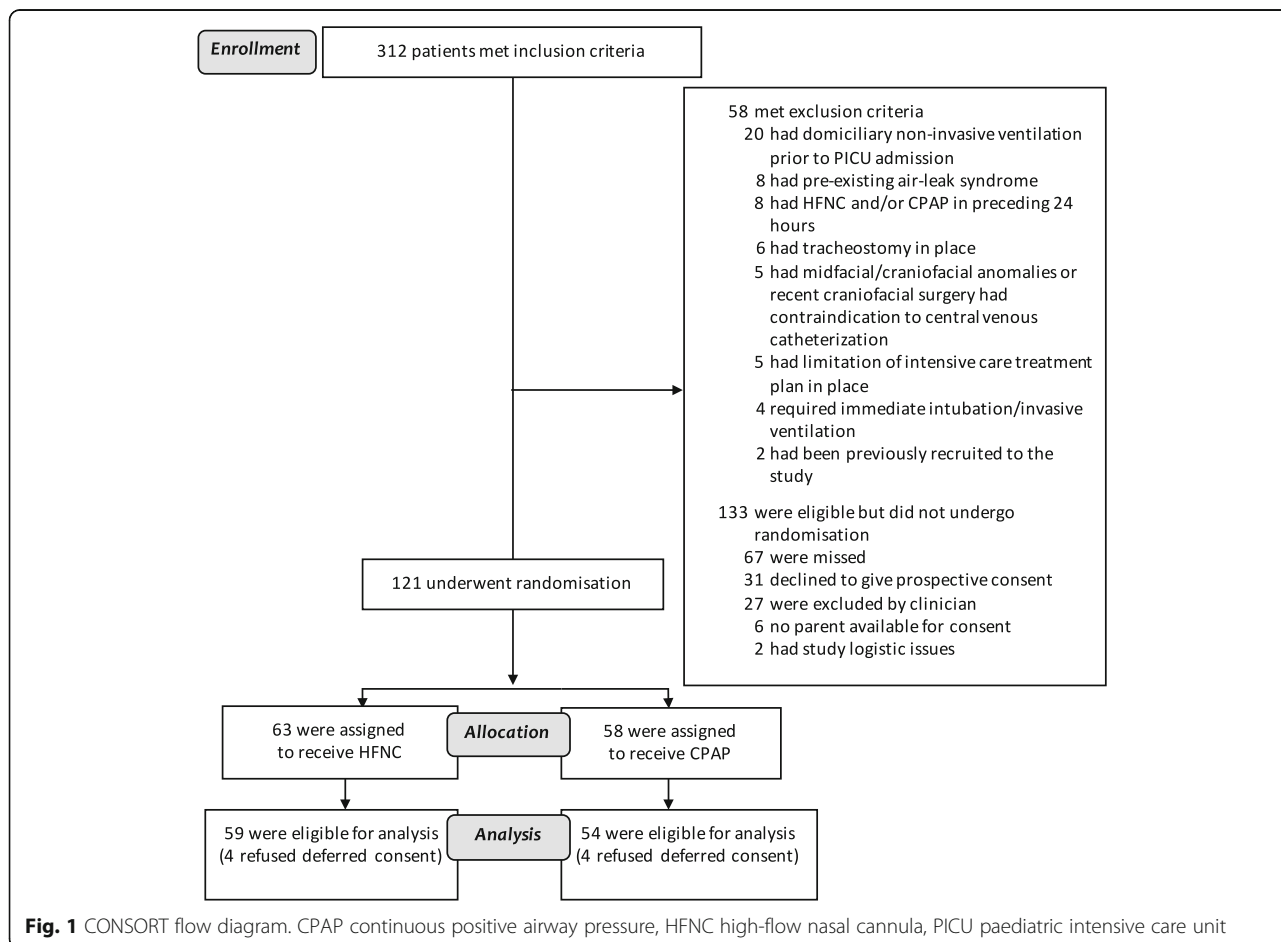 Enrollment
312 patients met inclusion criteria
58 met exclusion criteria
20 had domiciliary non-invasive ventilation
prior to PICU admission
8 had pre-existing air-leak syndrome
8 had HFNC and/or CPAP in preceding 24
hours
6 had tracheostomy in place
5 had midfacial/craniofacial anomalies or
recent craniofacial surgery had
contraindication to central venous
catheterization
5 had limitation of intensive care treatment
plan in place
4 required immediate intubation/invasive
ventilation
2 had been previously recruited to the
study
133 were eligible but did not undergo
randomisation
67 were missed
31 declined to give prospective consent
27 were excluded by clinician
6 no parent available for consent
2 had study logistic issues
121 underwent randomisation
63 were assigned
to receive HFNC
Allocation
58 were assigned
to receive CPAP
59 were eligible for analysis
(4 refused deferred consent)
Analysis
54 were eligible for analysis
(4 refused deferred consent)
Fig. 1 CONSORT flow diagram. CPAP continuous positive airway pressure, HFNC high-flow nasal cannula, PICU paediatric intensive care unit